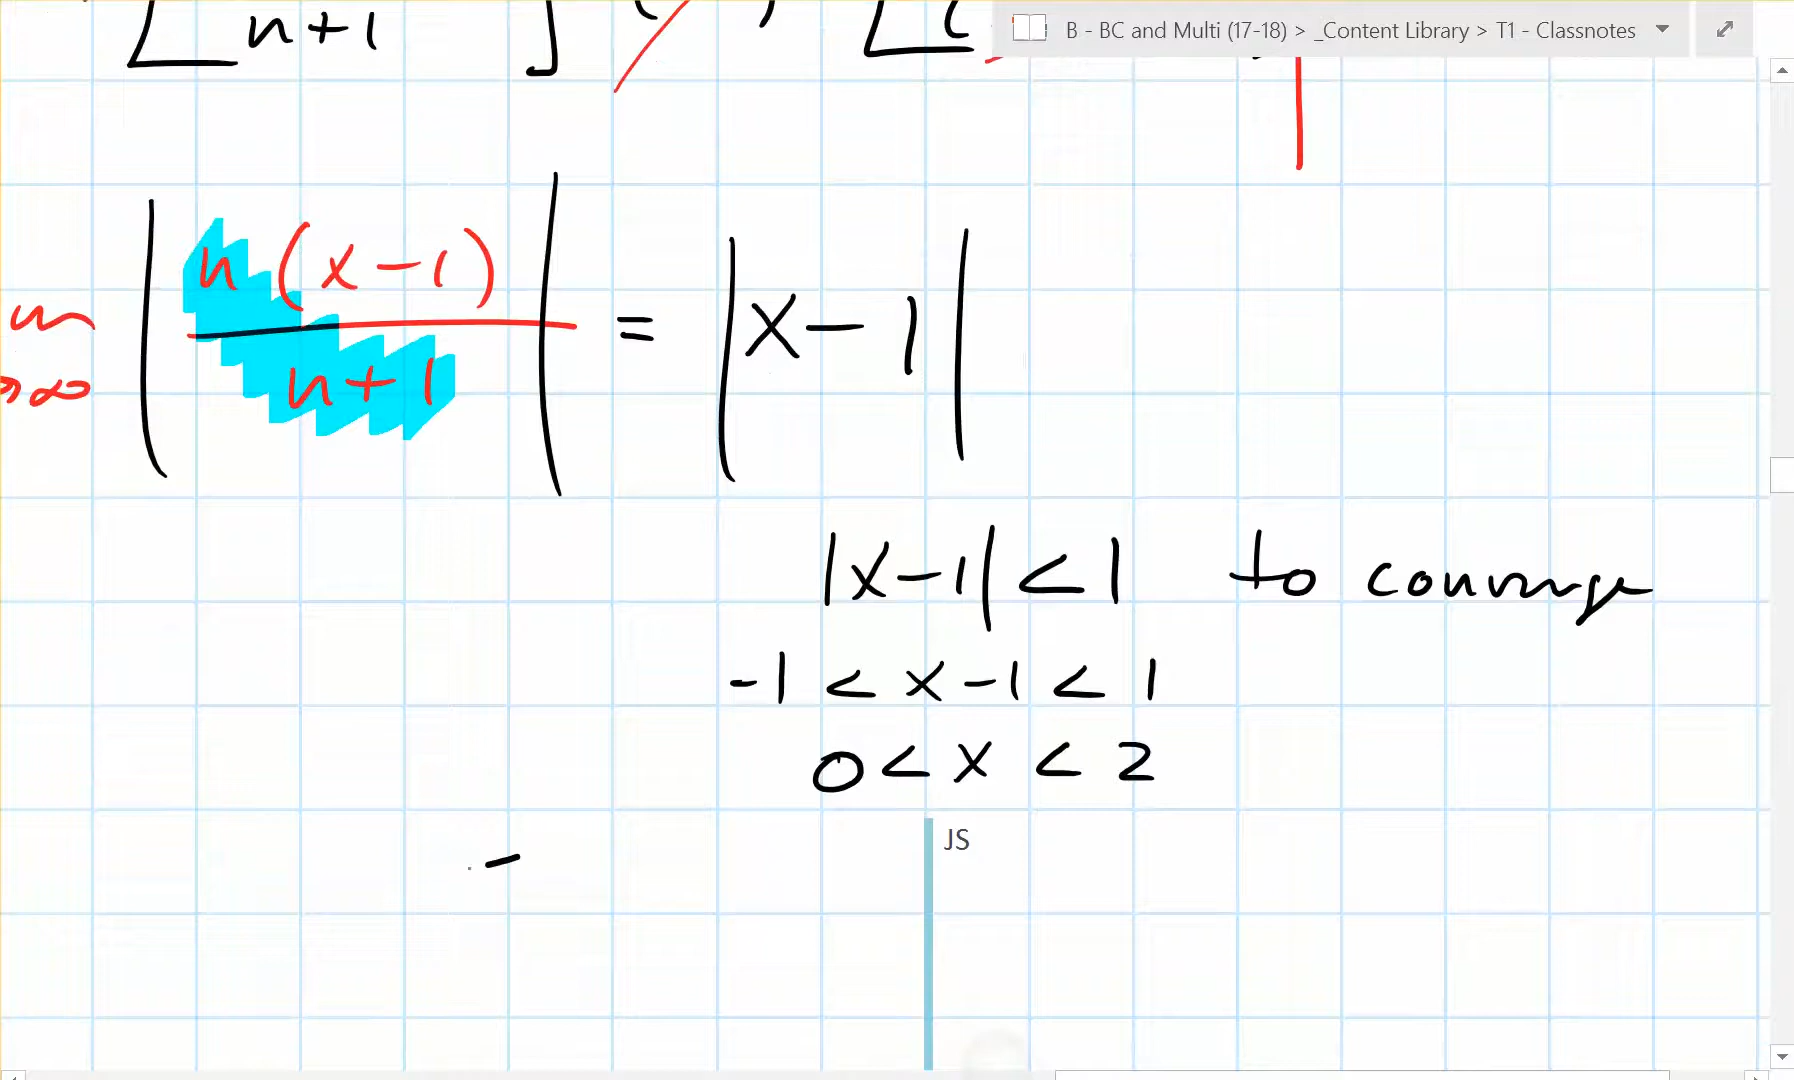 n+1
B - BC and Multi (17-18) > _Content Library > T1 - Classnotes
| n(x-1) / n+1 | = |x-1|
→∞
|x-1| < 1 to converge
-1 < x-1 < 1
0 < x < 2
JS
-